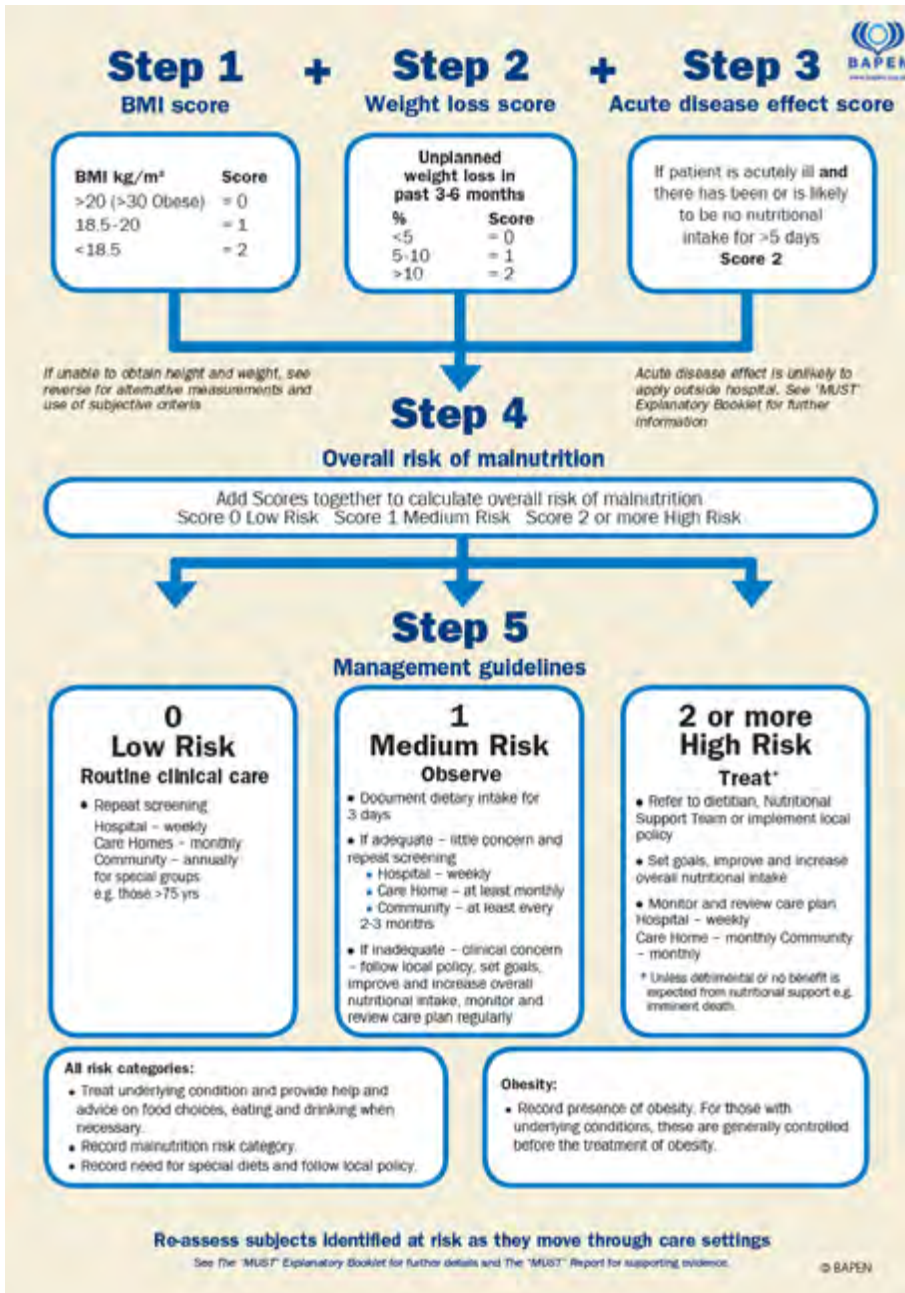 Step 1 + Step 2 + Step 3
BAPEN
BMI score
Weight loss score
Acute disease effect score
BMI kg/m² Score
>20 (>30 Obese) = 0
18.5-20 = 1
<18.5 = 2
Unplanned
weight loss in
past 3-6 months
% Score
<5 = 0
5-10 = 1
>10 = 2
If patient is acutely ill and
there has been or is likely
to be no nutritional
intake for >5 days
Score 2
If unable to obtain height and weight, see
reverse for alternative measurements and
use of subjective criteria
Acute disease effect is unlikely to
apply outside hospital. See 'MUST'
Explanatory Booklet for further
information
Step 4
Overall risk of malnutrition
Add Scores together to calculate overall risk of malnutrition
Score 0 Low Risk Score 1 Medium Risk Score 2 or more High Risk
Step 5
Management guidelines
0
Low Risk
Routine clinical care
• Repeat screening
Hospital – weekly
Care Homes – monthly
Community – annually
for special groups
e.g. those >75 yrs
1
Medium Risk
Observe
• Document dietary intake for
3 days
• If adequate – little concern and
repeat screening
• Hospital – weekly
• Care Home – at least monthly
• Community – at least every
2-3 months
• If inadequate – clinical concern
– follow local policy, set goals,
improve and increase overall
nutritional intake, monitor and
review care plan regularly
2 or more
High Risk
Treat*
• Refer to dietitian, Nutritional
Support Team or implement local
policy
• Set goals, improve and increase
overall nutritional intake
• Monitor and review care plan
Hospital – weekly
Care Home – monthly Community
– monthly
* Unless detrimental or no benefit is
expected from nutritional support e.g.
imminent death.
All risk categories:
• Treat underlying condition and provide help and
advice on food choices, eating and drinking when
necessary.
• Record malnutrition risk category.
• Record need for special diets and follow local policy.
Obesity:
• Record presence of obesity. For those with
underlying conditions, these are generally controlled
before the treatment of obesity.
Re-assess subjects identified at risk as they move through care settings
See The 'MUST' Explanatory Booklet for further details and The 'MUST' Report for supporting evidence.
© BAPEN